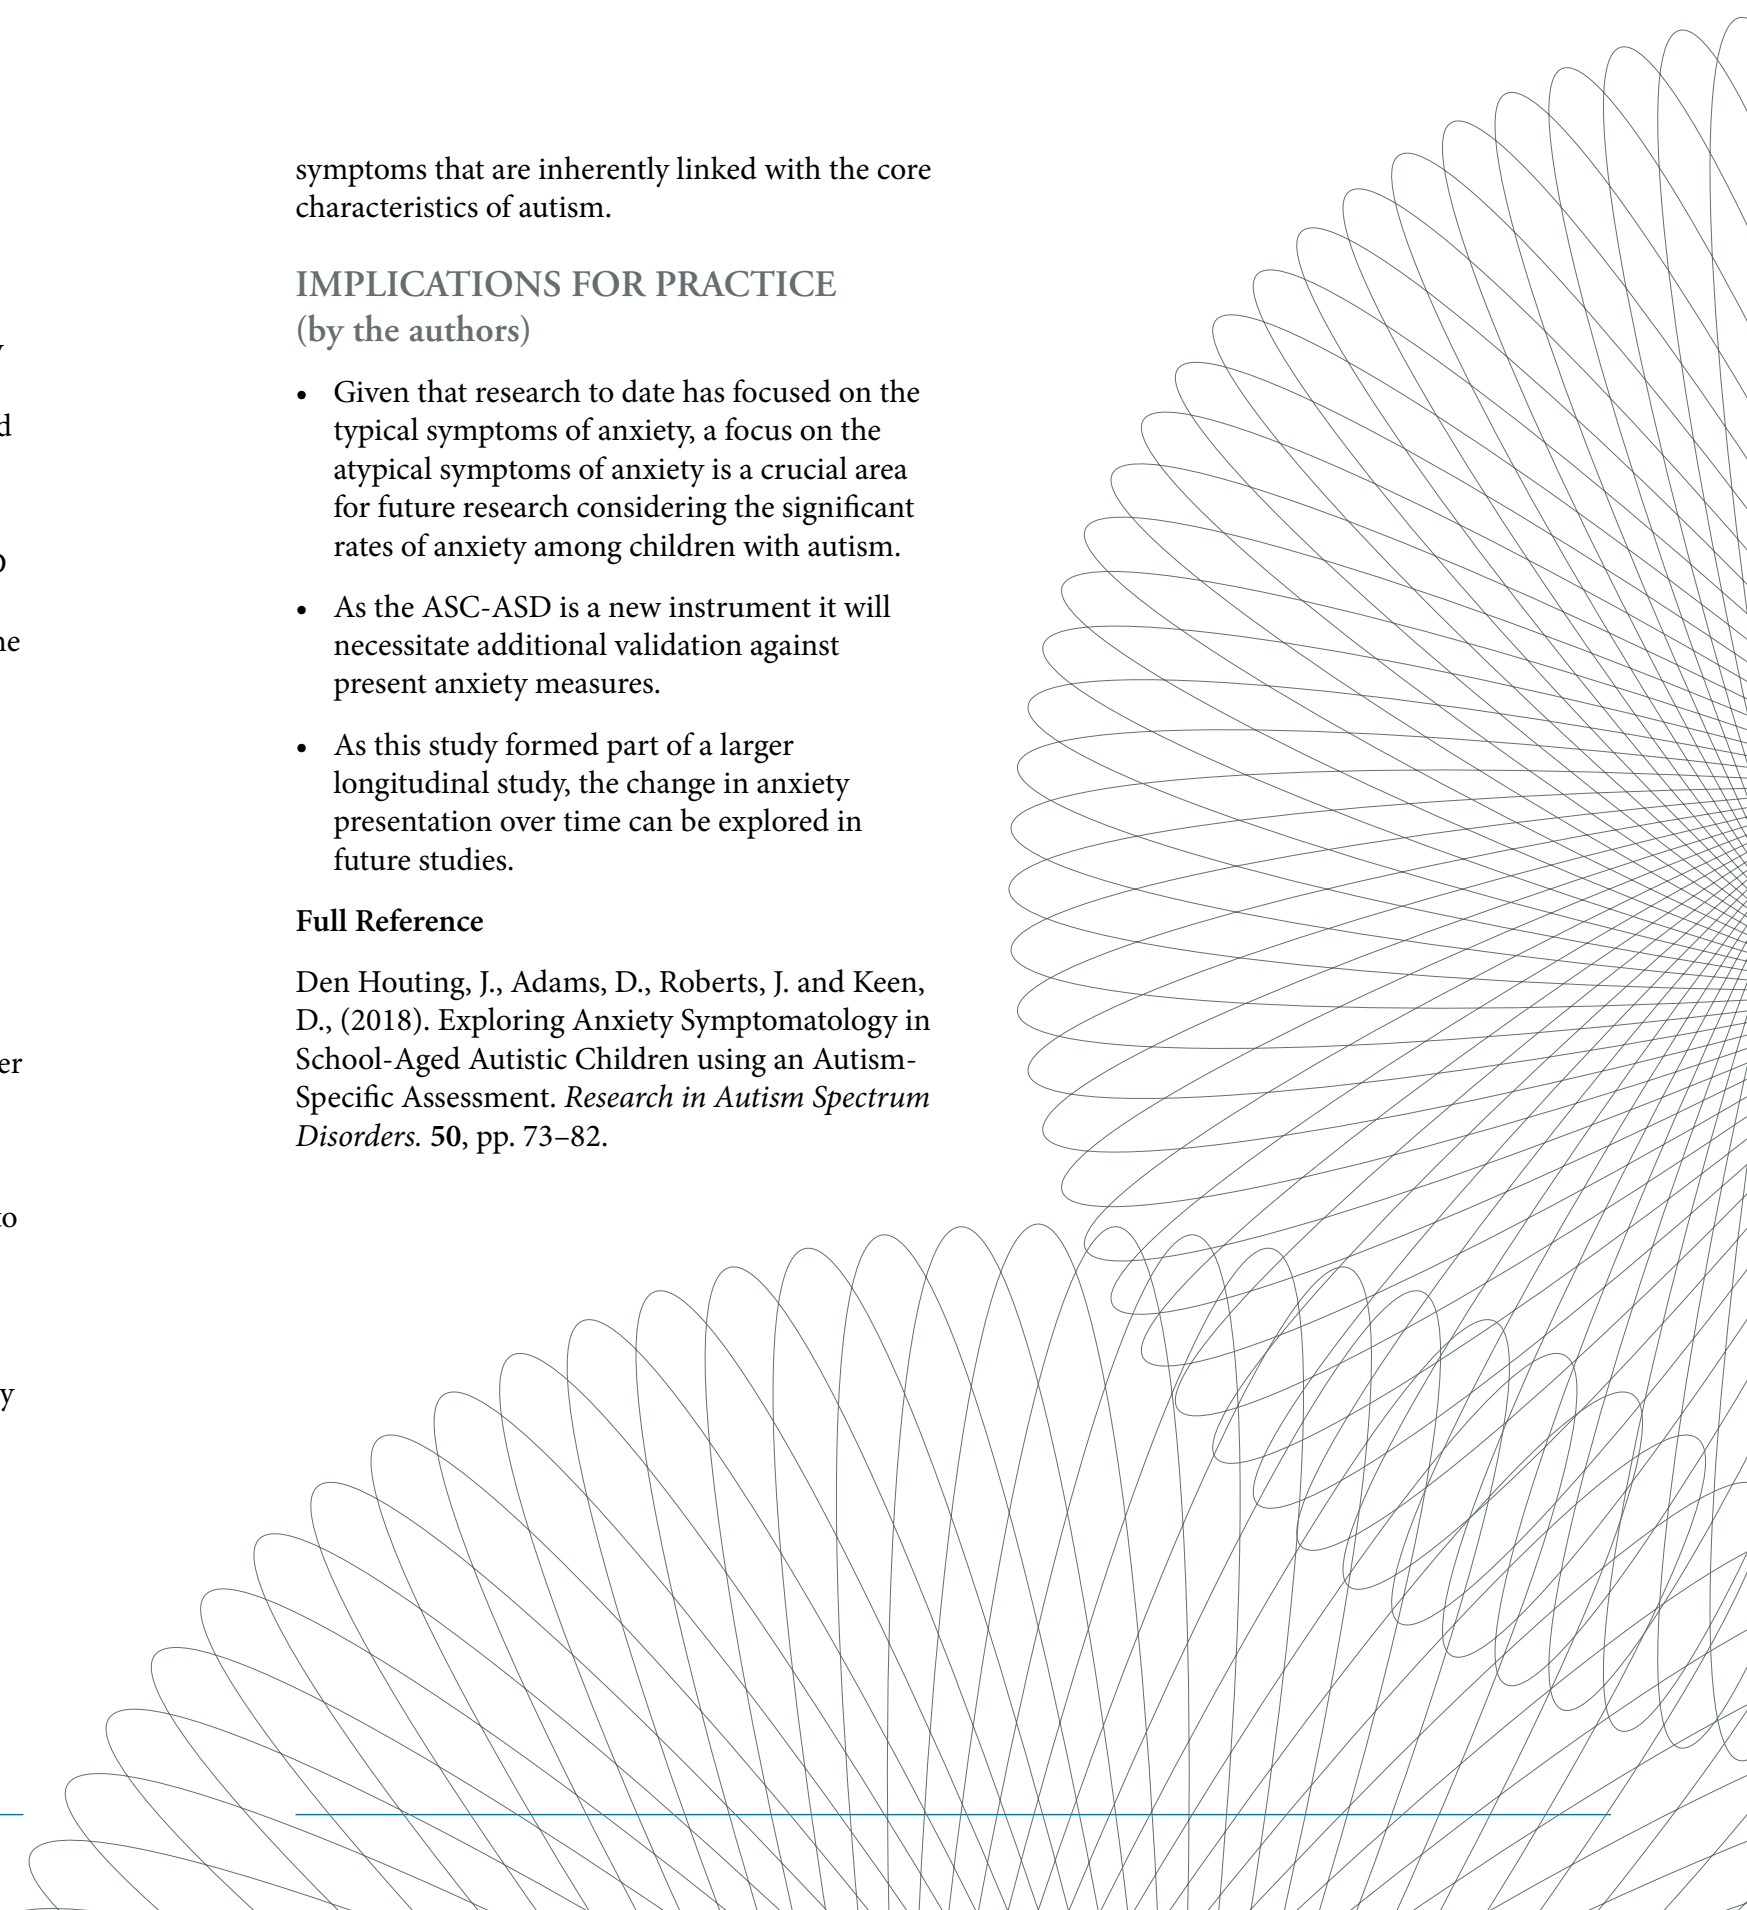 symptoms that are inherently linked with the core
characteristics of autism.
IMPLICATIONS FOR PRACTICE
(by the authors)
• Given that research to date has focused on the
typical symptoms of anxiety, a focus on the
atypical symptoms of anxiety is a crucial area
for future research considering the significant
rates of anxiety among children with autism.
• As the ASC-ASD is a new instrument it will
necessitate additional validation against
present anxiety measures.
• As this study formed part of a larger
longitudinal study, the change in anxiety
presentation over time can be explored in
future studies.
Full Reference
Den Houting, J., Adams, D., Roberts, J. and Keen,
D., (2018). Exploring Anxiety Symptomatology in
School-Aged Autistic Children using an Autism-
Specific Assessment. Research in Autism Spectrum
Disorders. 50, pp. 73–82.